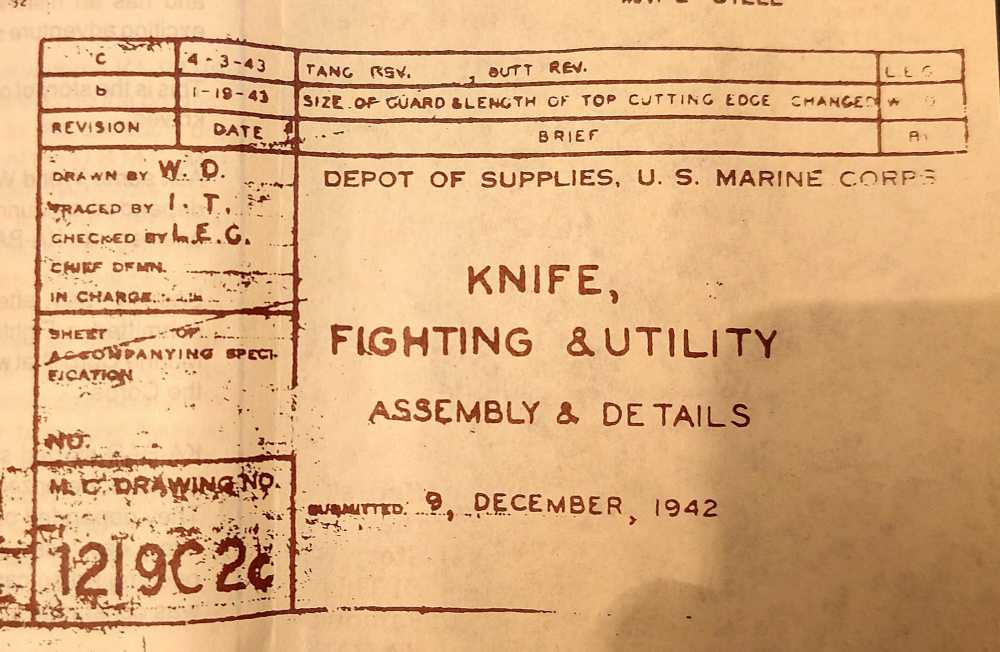 STEEL
C 4-3-43 TANG REV. , BUTT REV. L.E.G
b 1-19-43 SIZE OF GUARD & LENGTH OF TOP CUTTING EDGE CHANGED W D
REVISION DATE BRIEF
DRAWN BY W. D.
TRACED BY I. T.
CHECKED BY L.E.G.
CHIEF DFMN.
IN CHARGE
SHEET OF
ACCOMPANYING SPECI-
FICATION
NO.
M. C. DRAWING NO.
1219C2c
DEPOT OF SUPPLIES, U. S. MARINE CORPS
KNIFE,
FIGHTING & UTILITY
ASSEMBLY & DETAILS
SUBMITTED 9, DECEMBER, 1942